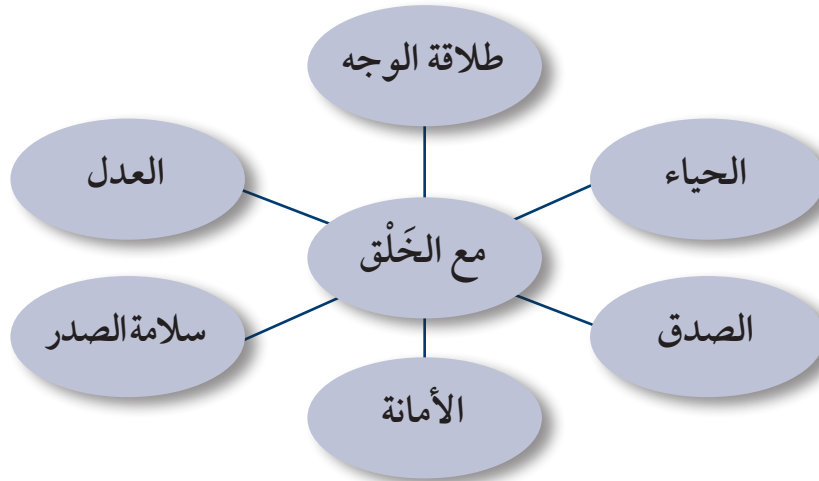 طلاقة الوجه
الحياء
العدل
مع الخَلْق
الصدق
سلامة الصدر
الأمانة